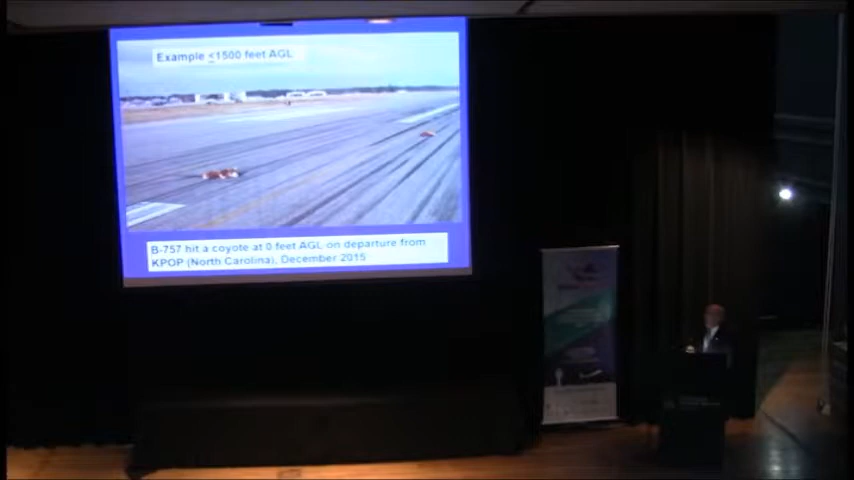 Example ≤1500 feet AGL
B-757 hit a coyote at 0 feet AGL on departure from
KPOP (North Carolina), December 2015